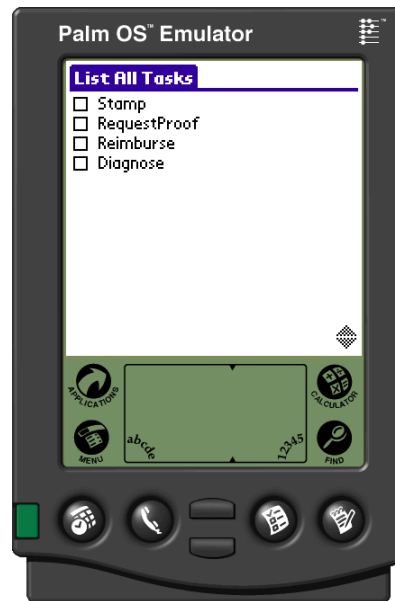 Palm OS™ Emulator
List All Tasks
Stamp
RequestProof
Reimburse
Diagnose
APPLICATIONS
CALCULATOR
MENU
abcde
12345
FIND